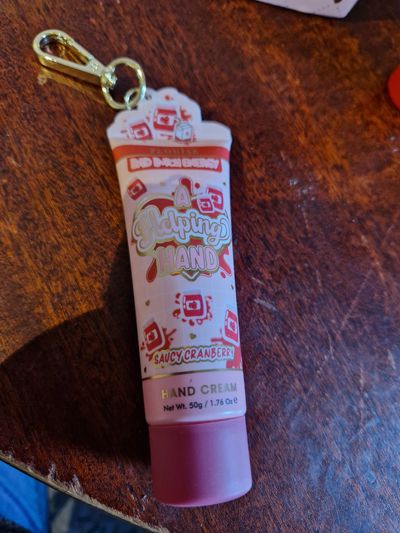 A
Helping
HAND
SAUCY CRANBERRY
HAND CREAM
Net Wt. 50g / 1.76 Oz e